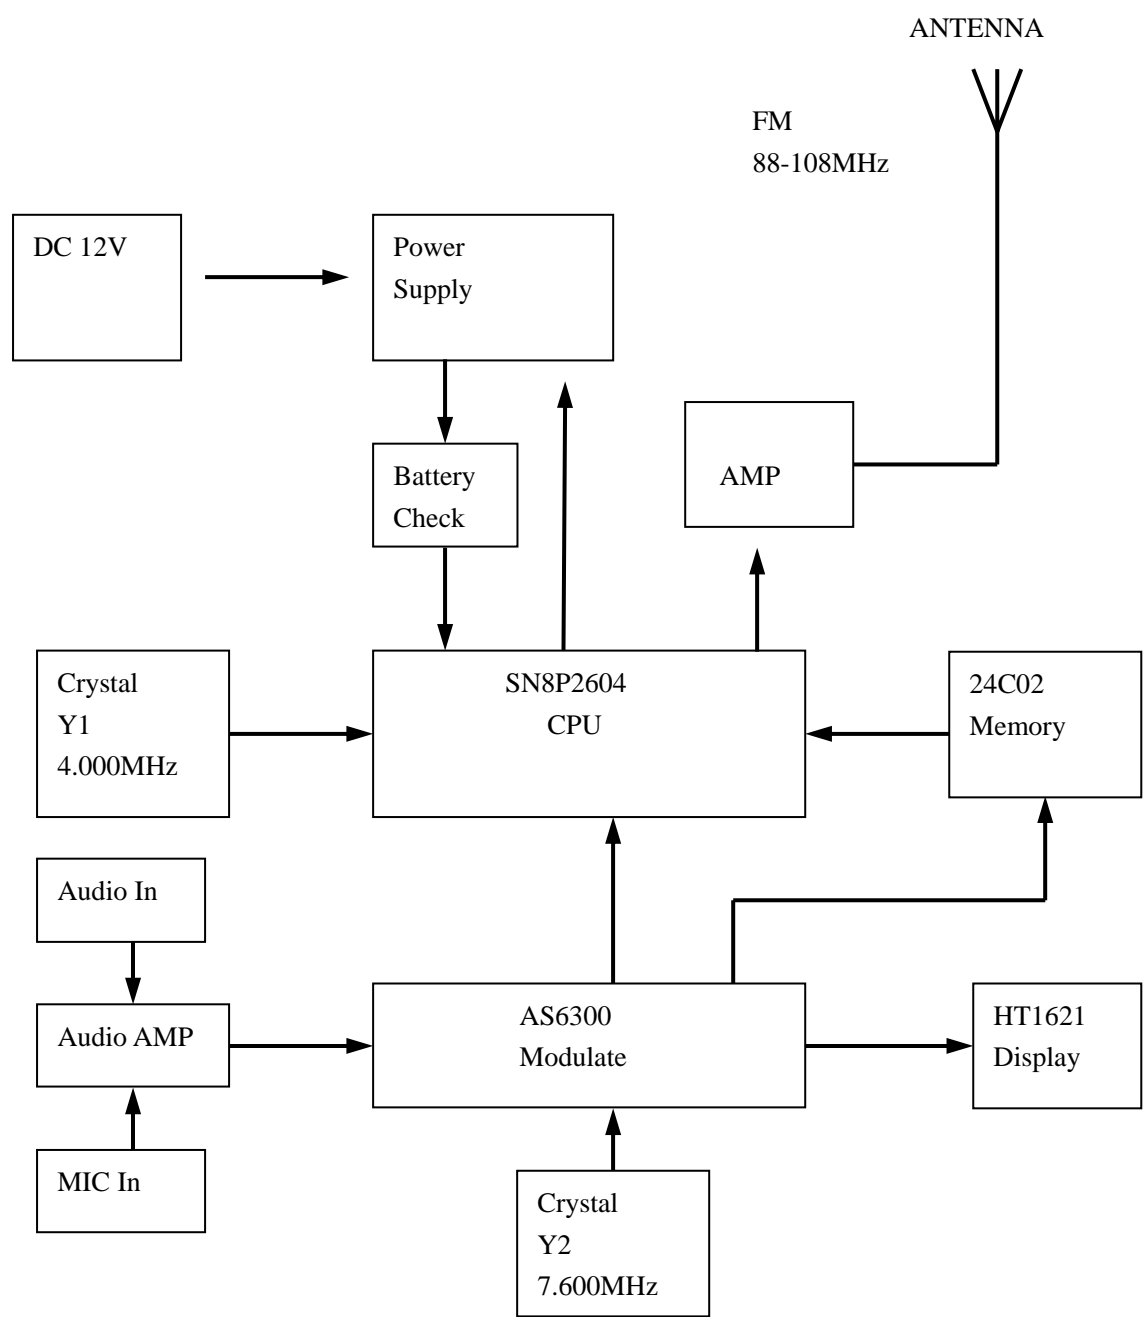 ANTENNA
FM
88-108MHz
DC 12V
Power
Supply
Battery
Check
AMP
Crystal
Y1
4.000MHz
SN8P2604
CPU
24C02
Memory
Audio In
Audio AMP
MIC In
AS6300
Modulate
HT1621
Display
Crystal
Y2
7.600MHz